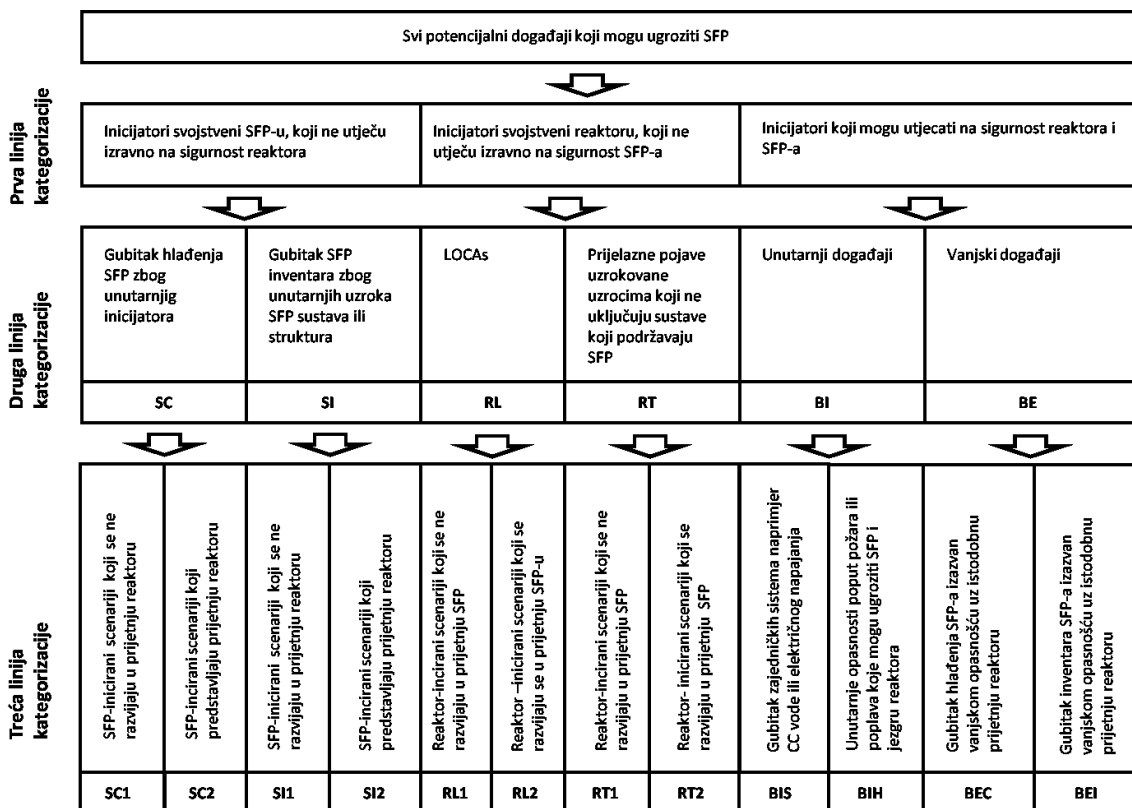 Svi potencijalni događaji koji mogu ugroziti SFP
Prva linija
kategorizacije
Inicijatori svojstveni SFP-u, koji ne utječu
izravno na sigurnost reaktora
Inicijatori svojstveni reaktoru, koji ne
utječu izravno na sigurnost SFP-a
Inicijatori koji mogu utjecati na sigurnost reaktora i
SFP-a
Druga linija
kategorizacije
Gubitak hlađenja
SFP zbog
unutarnjig
inicijatora
Gubitak SFP
inventara zbog
unutarnjih uzroka
SFP sustava ili
struktura
LOCAs
Prijelazne pojave
uzrokovane
uzrocima koji ne
uključuju sustave
koji podržavaju
SFP
Unutarnji događaji
Vanjski događaji
SC
SI
RL
RT
BI
BE
Treća linija
kategorizacije
SFP-inicirani scenariji koji se ne
razvijaju u prijetnju reaktoru
SFP-incirani scenariji koji
predstavljaju prijetnju reaktoru
SFP-inicirani scenariji koji se ne
razvijaju u prijetnju reaktoru
SFP-incirani scenariji koji
predstavljaju prijetnju reaktoru
Reaktor-incirani scenariji koji se ne
razvijaju u prijetnju SFP
Reaktor –inicirani scenariji koji se
razvijaju se u prijetnju SFP-u
Reaktor-incirani scenariji koji se ne
razvijaju u prijetnju SFP
Reaktor- inicirani scenariji koji se
razvijaju u prijetnju SFP
Gubitak zajedničkih sistema naprimjer
CC vode ili električnog napajanja
Unutarnje opasnosti poput požara ili
poplava koje mogu ugroziti SFP i
jezgru reaktora
Gubitak hlađenja SFP-a izazvan
vanjskom opasnošću uz istodobnu
prijetnju reaktoru
Gubitak inventara SFP-a izazvan
vanjskom opasnošću uz istodobnu
prijetnju reaktoru
SC1
SC2
SI1
SI2
RL1
RL2
RT1
RT2
BIS
BIH
BEC
BEI